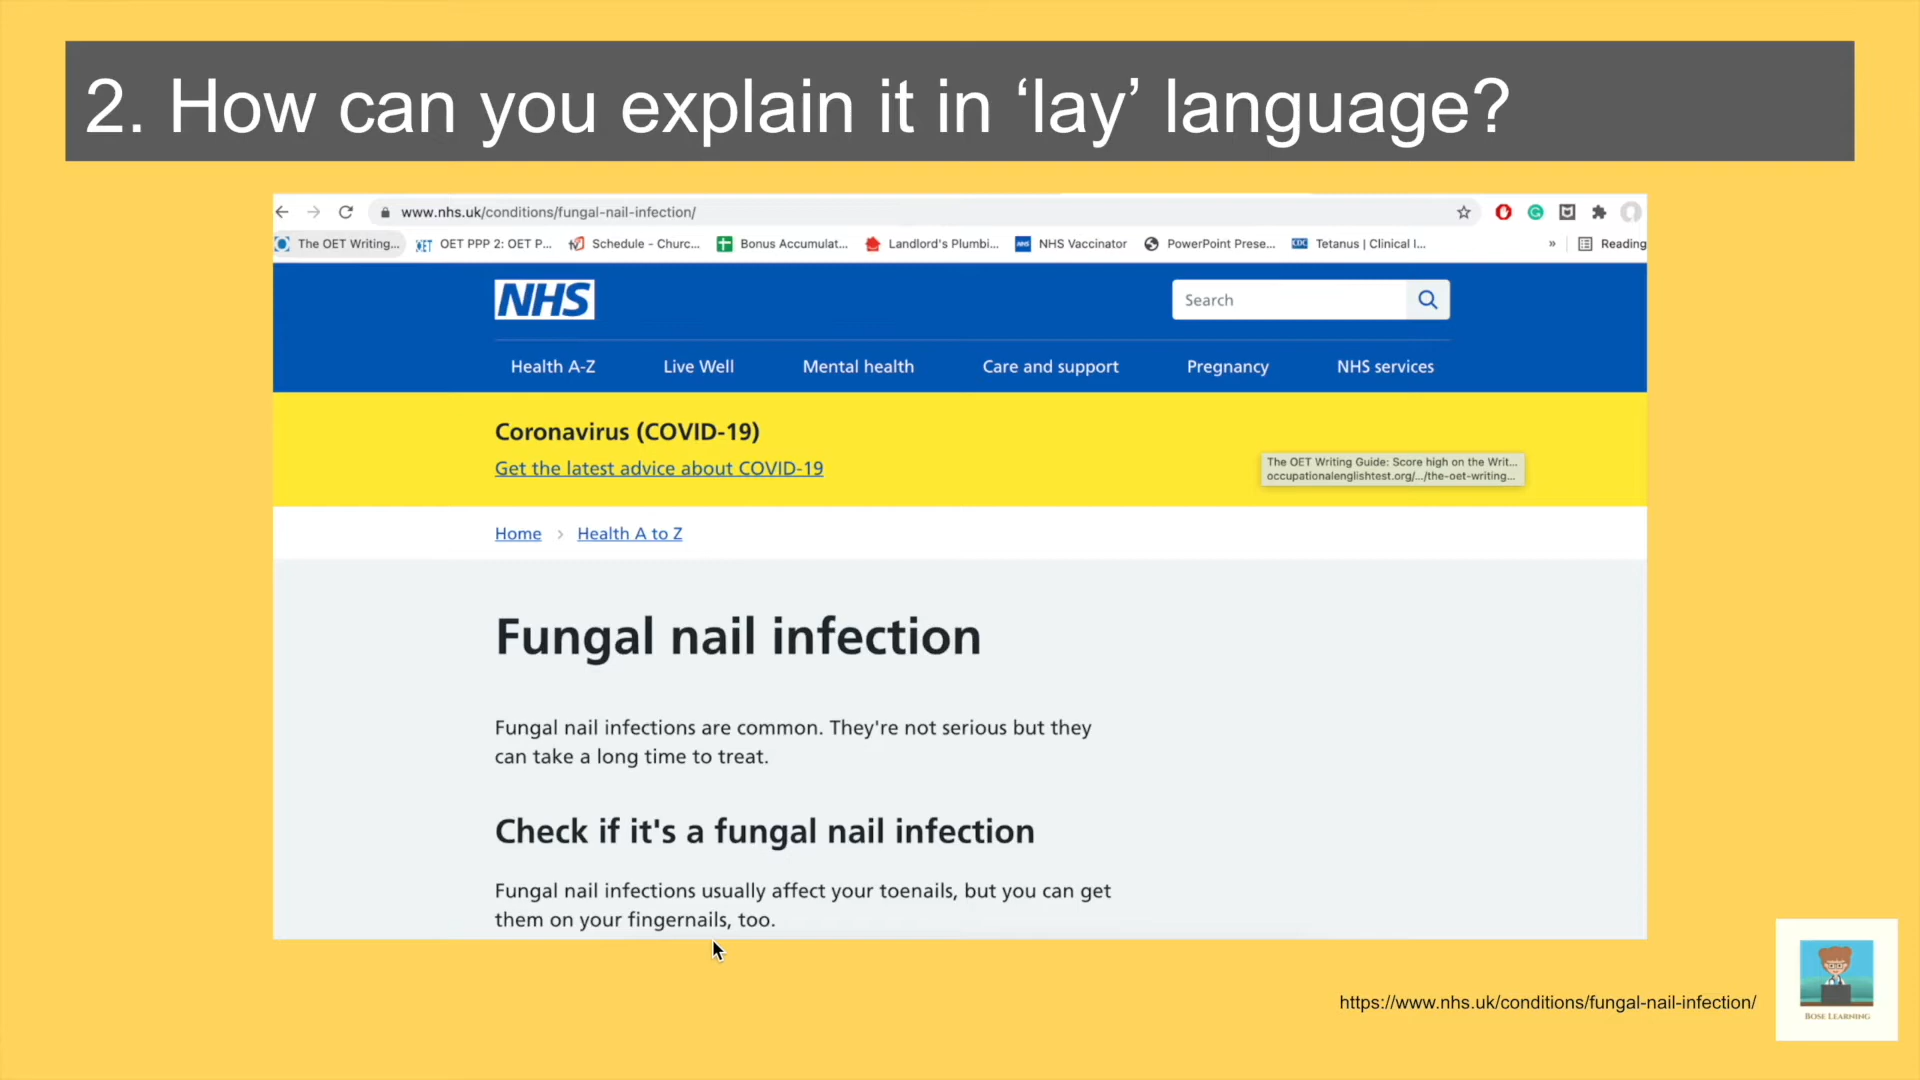 2. How can you explain it in ‘lay’ language?
www.nhs.uk/conditions/fungal-nail-infection/
The OET Writing... OET PPP 2: OET P... Schedule - Churc... Bonus Accumulat... Landlord's Plumbi... NHS Vaccinator PowerPoint Prese... Tetanus | Clinical I... » Reading
NHS
Search
Health A-Z Live Well Mental health Care and support Pregnancy NHS services
Coronavirus (COVID-19)
Get the latest advice about COVID-19
The OET Writing Guide: Score high on the Writ...
occupationalenglishtest.org/.../the-oet-writing...
Home > Health A to Z
Fungal nail infection
Fungal nail infections are common. They're not serious but they
can take a long time to treat.
Check if it's a fungal nail infection
Fungal nail infections usually affect your toenails, but you can get
them on your fingernails, too.
https://www.nhs.uk/conditions/fungal-nail-infection/
BOSE LEARNING